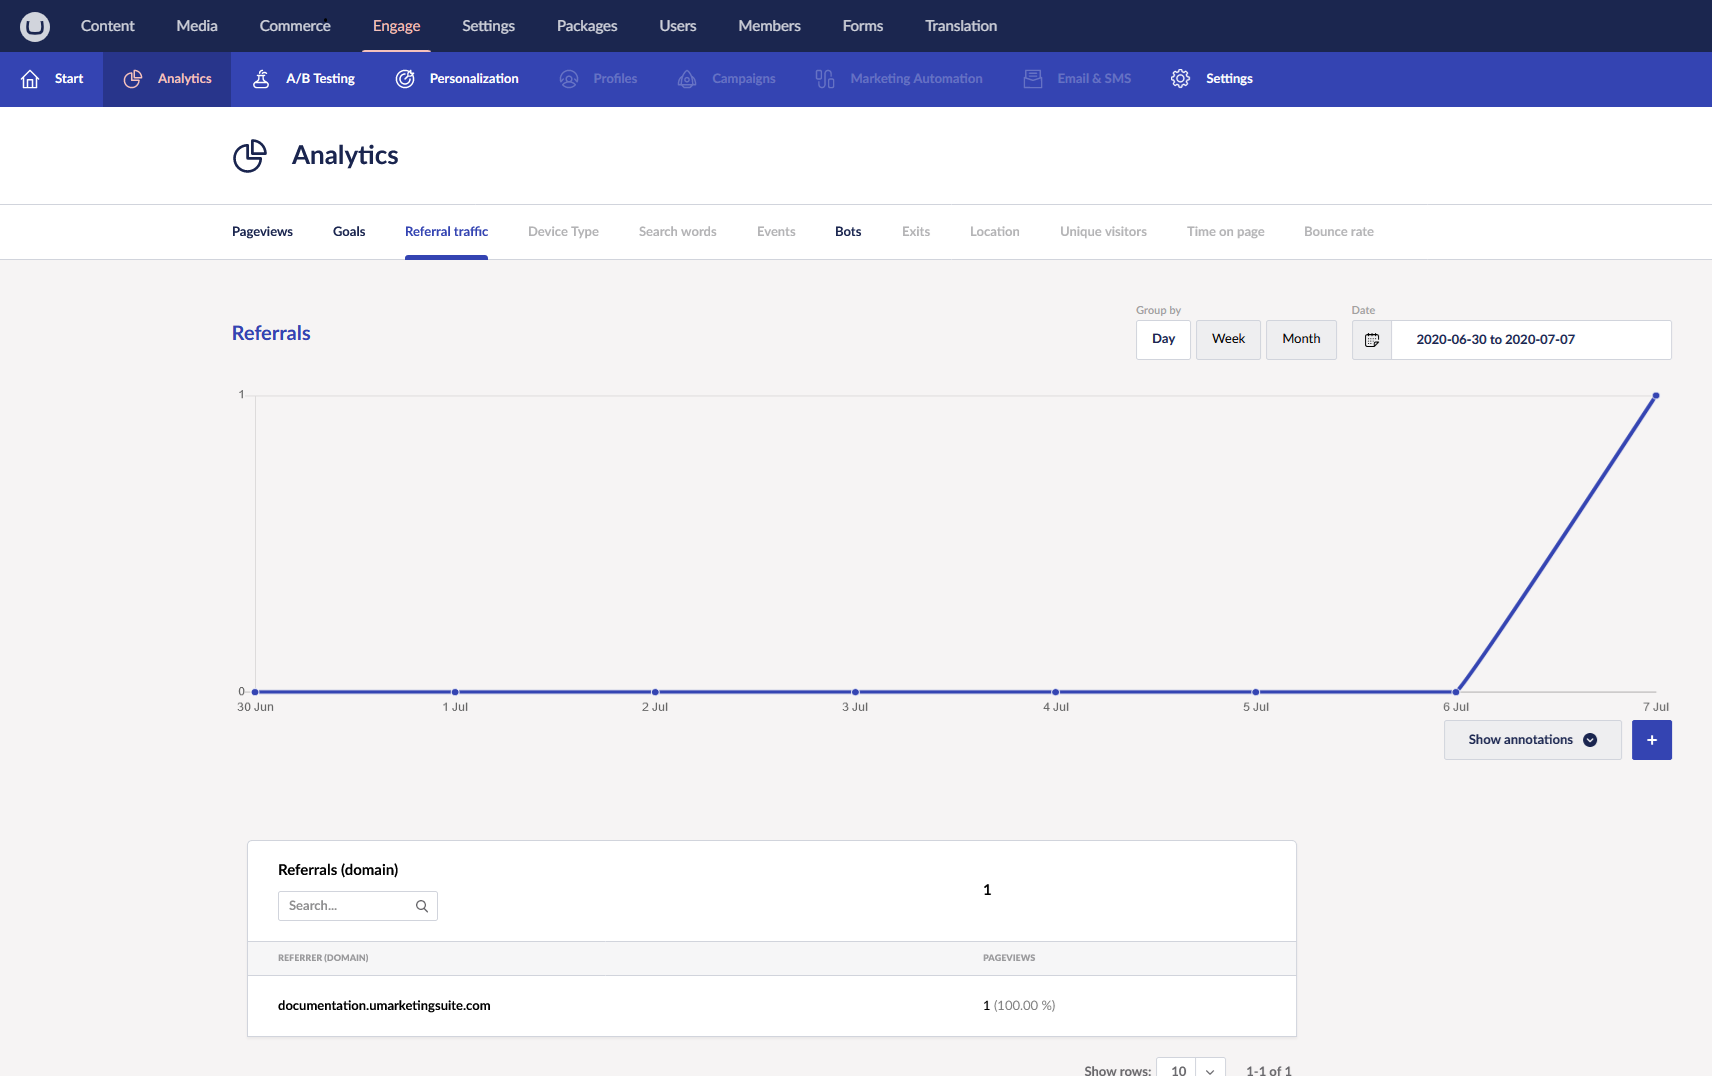 Content Media Commerce Engage Settings Packages Users Members Forms Translation
Start Analytics A/B Testing Personalization Profiles Campaigns Marketing Automation Email & SMS Settings
Analytics
Pageviews Goals Referral traffic Device Type Search words Events Bots Exits Location Unique visitors Time on page Bounce rate
Group by Date
Referrals
Day Week Month 2020-06-30 to 2020-07-07
1
0
30 Jun 1 Jul 2 Jul 3 Jul 4 Jul 5 Jul 6 Jul 7 Jul
Show annotations +
Referrals (domain)
1
Search...
REFERRER (DOMAIN) PAGEVIEWS
documentation.umarketingsuite.com 1 (100.00 %)
Show rows: 10 1-1 of 1